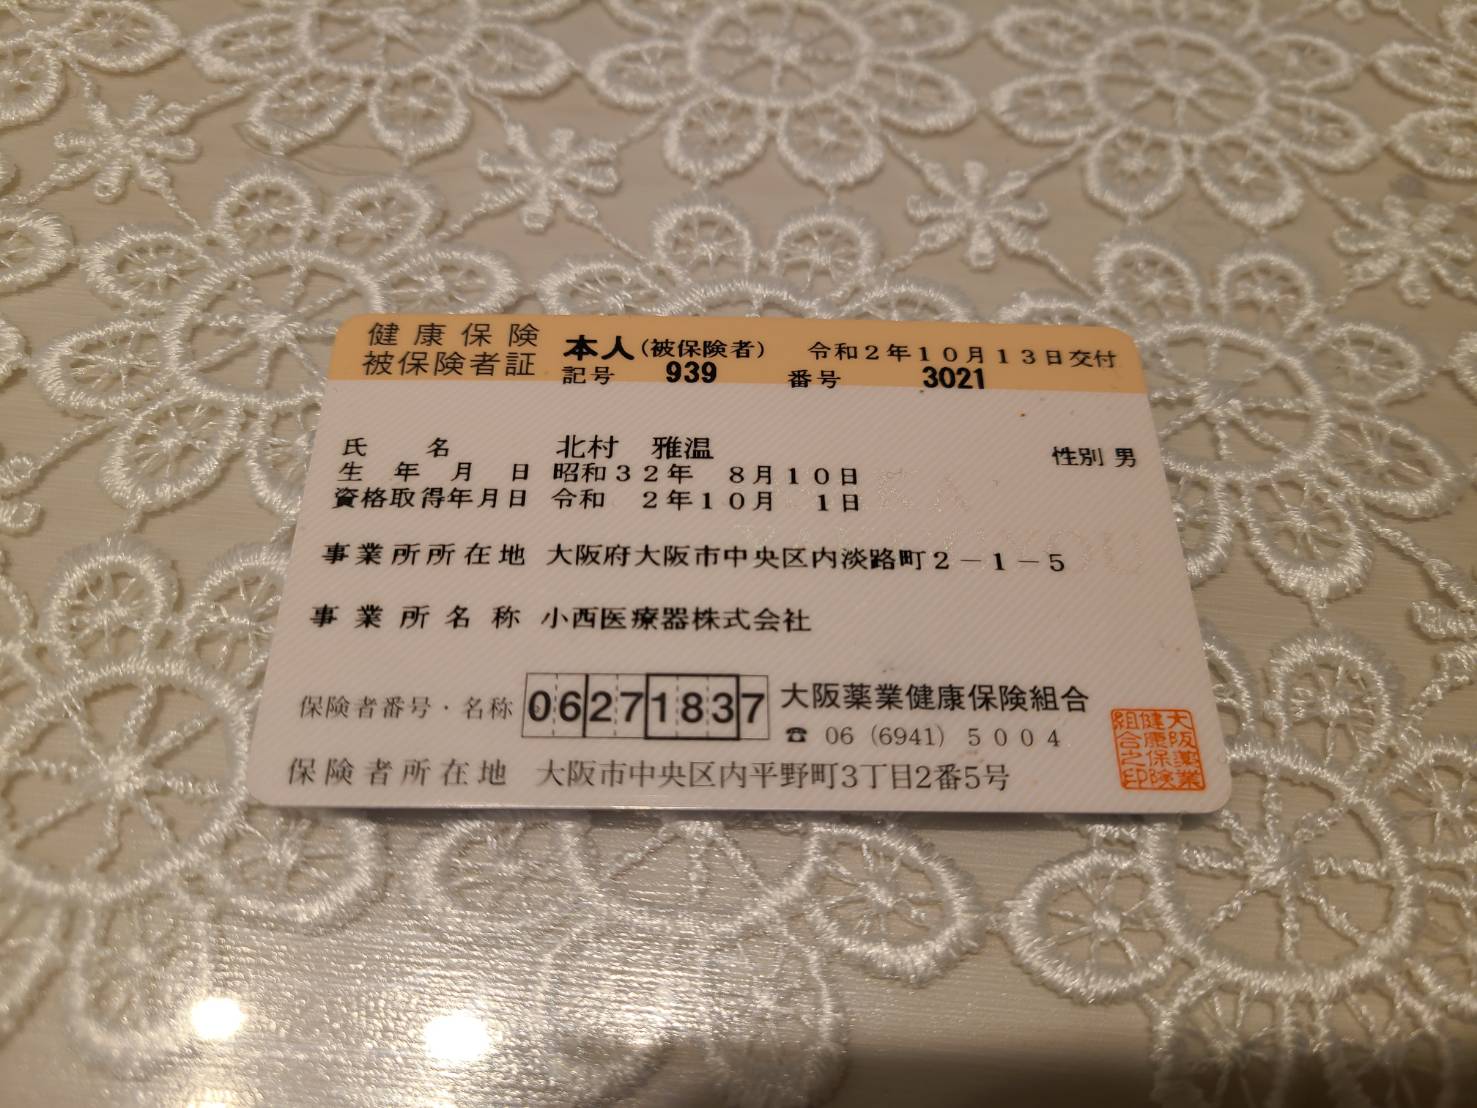 健康保険
被保険者証
本人(被保険者) 令和2年10月13日交付
記号 939 番号 3021
氏名 北村 雅温
性別 男
生年月日 昭和32年 8月10日
資格取得年月日 令和 2年10月 1日
事業所所在地 大阪府大阪市中央区内淡路町2-1-5
事業所名称 小西医療器株式会社
保険者番号・名称 06271837 大阪薬業健康保険組合
☎ 06 (6941) 5004
保険者所在地 大阪市中央区内平野町3丁目2番5号
大阪薬業
健康保険
組合之印